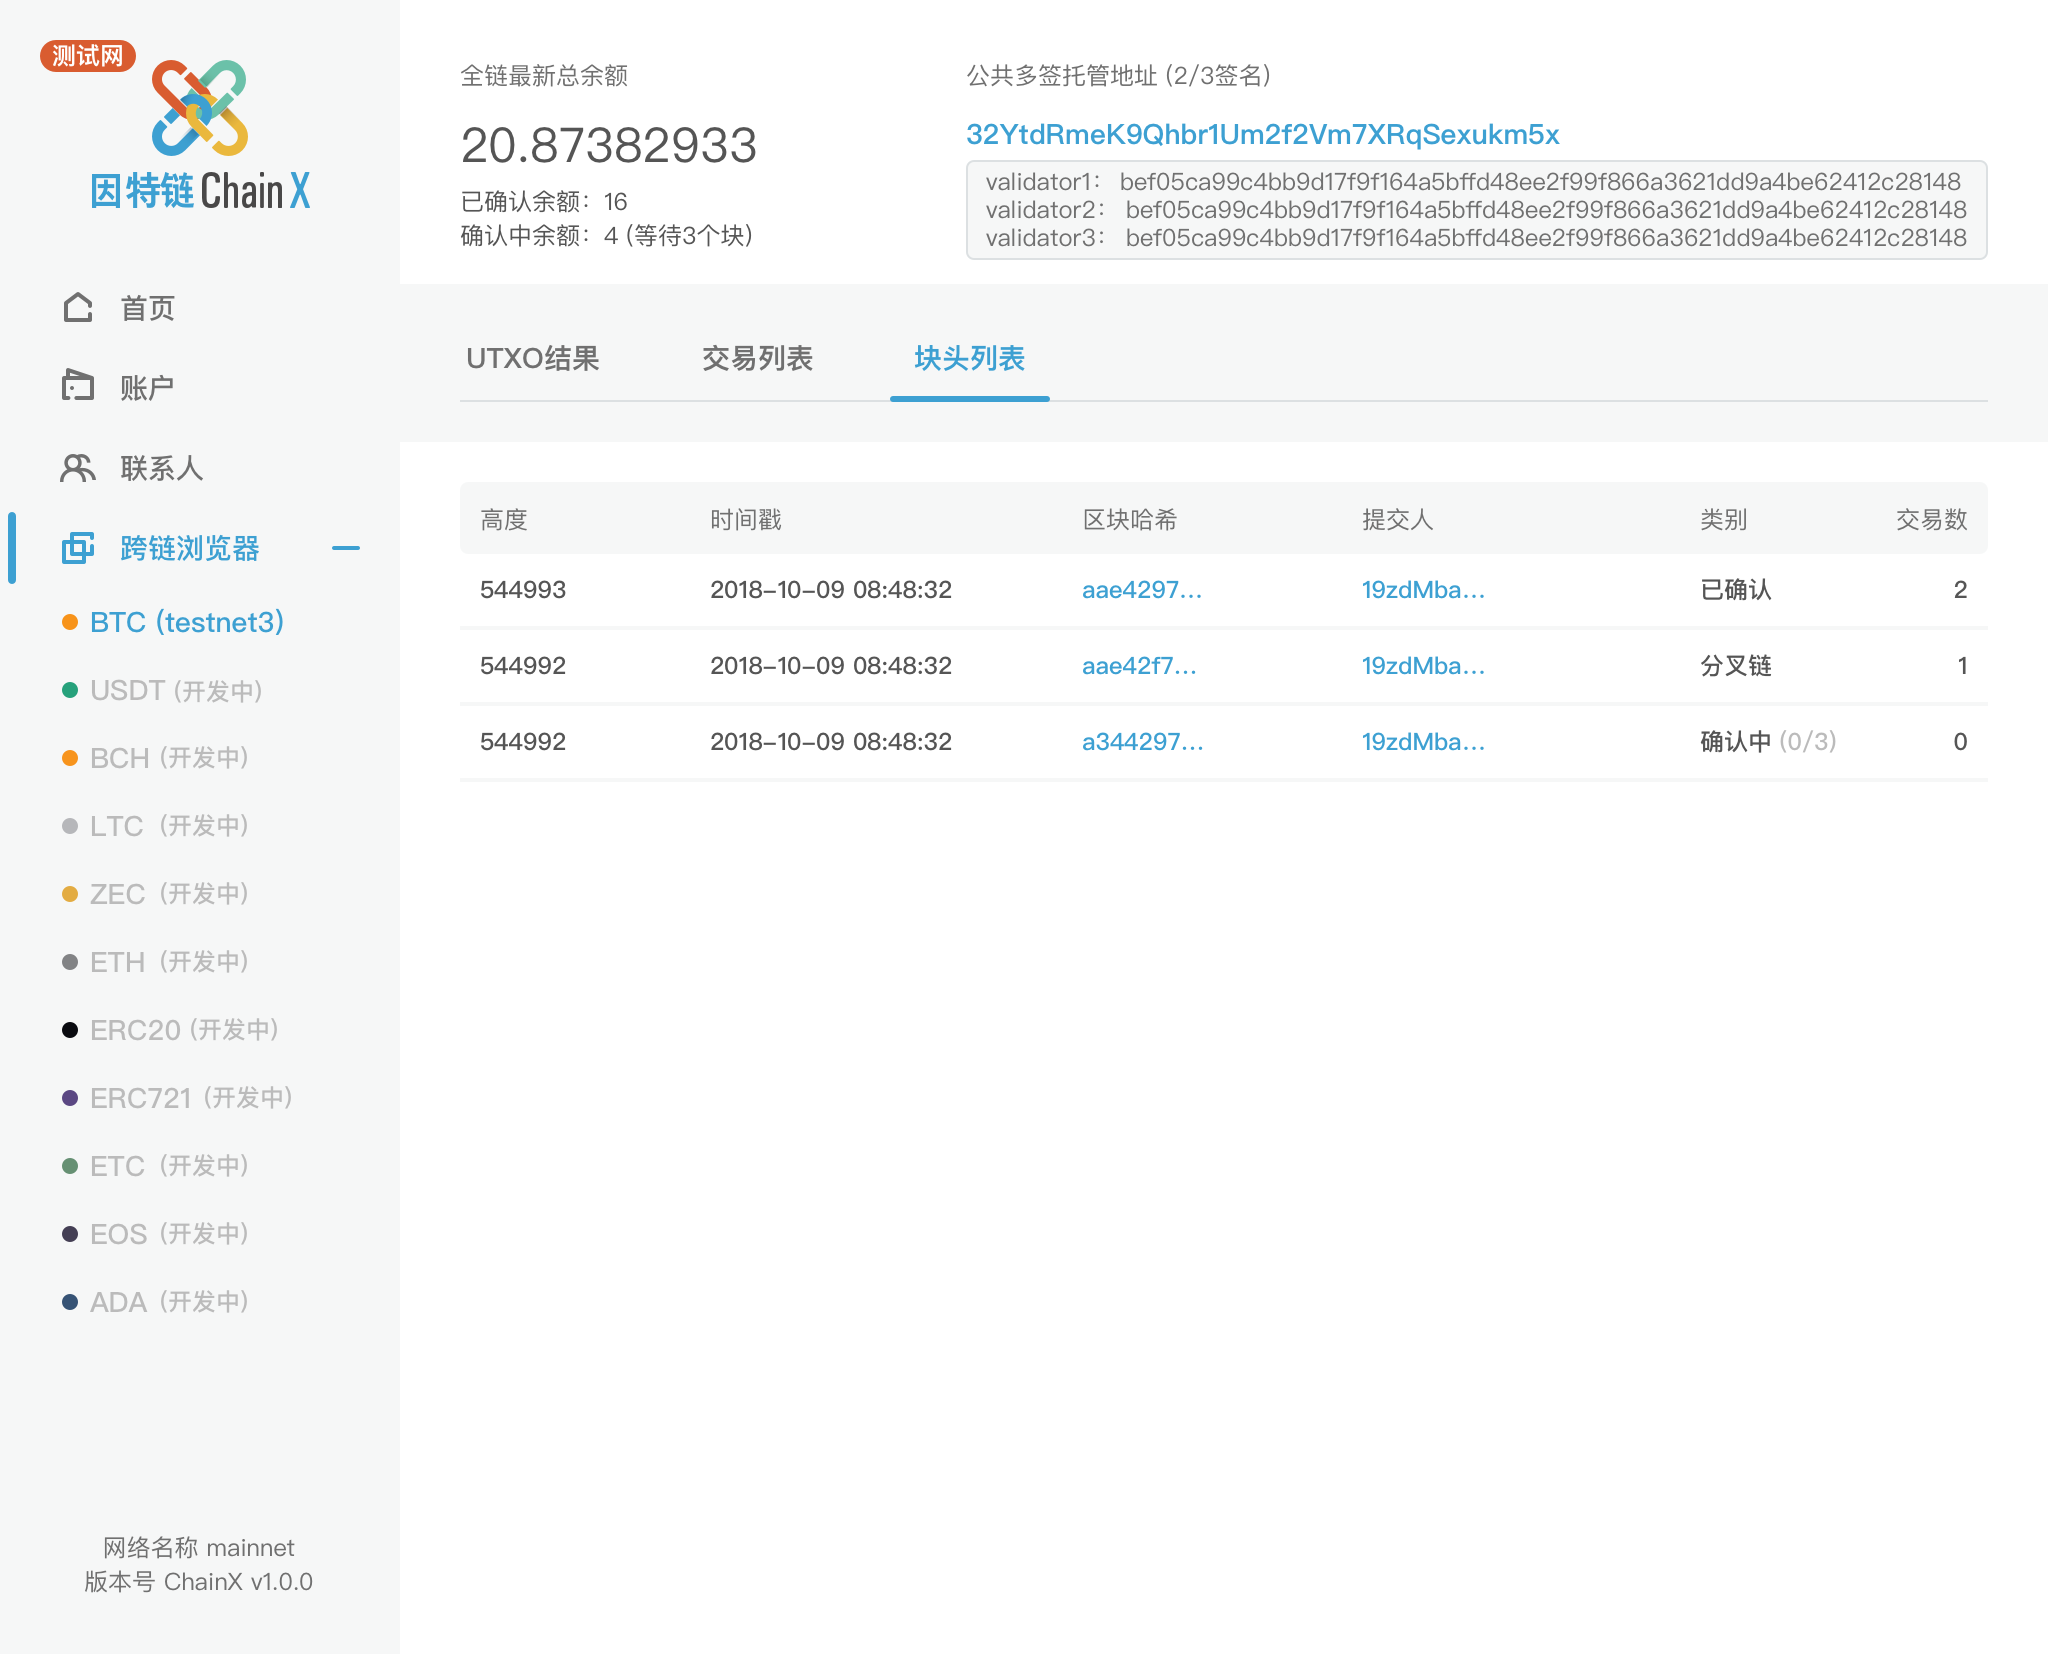 测试网
因特链 Chain X
首页
账户
联系人
跨链浏览器
BTC (testnet3)
USDT (开发中)
BCH (开发中)
LTC (开发中)
ZEC (开发中)
ETH (开发中)
ERC20 (开发中)
ERC721 (开发中)
ETC (开发中)
EOS (开发中)
ADA (开发中)
网络名称 mainnet
版本号 ChainX v1.0.0
全链最新总余额
20.87382933
已确认余额：16
确认中余额：4 (等待3个块)
公共多签托管地址 (2/3签名)
32YtdRmeK9Qhbr1Um2f2Vm7XRqSexukm5x
validator1： bef05ca99c4bb9d17f9f164a5bffd48ee2f99f866a3621dd9a4be62412c28148
validator2： bef05ca99c4bb9d17f9f164a5bffd48ee2f99f866a3621dd9a4be62412c28148
validator3： bef05ca99c4bb9d17f9f164a5bffd48ee2f99f866a3621dd9a4be62412c28148
UTXO结果 交易列表 块头列表
高度 时间戳 区块哈希 提交人 类别 交易数
544993 2018-10-09 08:48:32 aae4297... 19zdMba... 已确认 2
544992 2018-10-09 08:48:32 aae42f7... 19zdMba... 分叉链 1
544992 2018-10-09 08:48:32 a344297... 19zdMba... 确认中 (0/3) 0